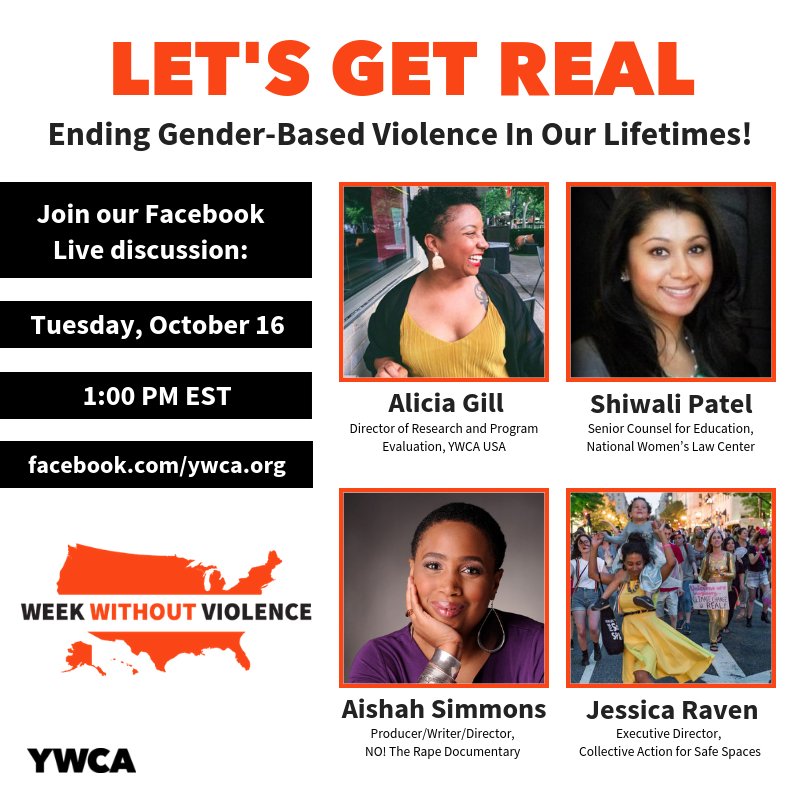 LET'S GET REAL
Ending Gender-Based Violence In Our Lifetimes!
Join our Facebook
Live discussion:
Tuesday, October 16
1:00 PM EST
facebook.com/ywca.org
WEEK WITHOUT VIOLENCE
YWCA
Alicia Gill
Director of Research and Program
Evaluation, YWCA USA
Shiwali Patel
Senior Counsel for Education,
National Women's Law Center
Aishah Simmons
Producer/Writer/Director,
NO! The Rape Documentary
Jessica Raven
Executive Director,
Collective Action for Safe Spaces